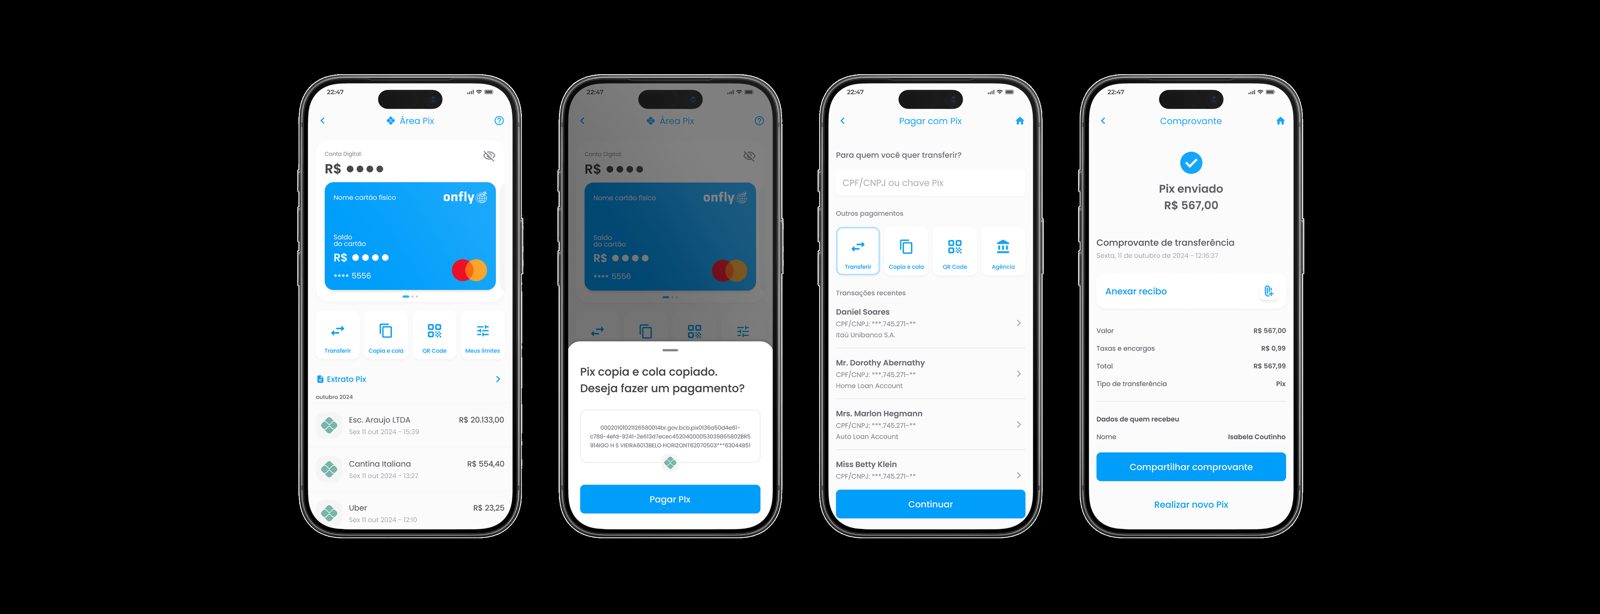 22:47
Área Pix
Conta Digital
R$ ●●●●
Nome cartão físico
onfly
Saldo
do cartão
R$ ●●●●
•••• 5556
Transferir
Copia e cola
QR Code
Meus limites
Extrato Pix
outubro 2024
Esc. Araujo LTDA
R$ 20.133,00
Sex 11 out 2024 - 15:39
Cantina Italiana
R$ 554,40
Sex 11 out 2024 - 13:27
Uber
R$ 23,25
Sex 11 out 2024 - 12:10
22:47
Área Pix
Conta Digital
R$ ●●●●
Nome cartão físico
onfly
Saldo
do cartão
R$ ●●●●
•••• 5556
Pix copia e cola copiado.
Deseja fazer um pagamento?
Pagar Pix
22:47
Pagar com Pix
Para quem você quer transferir?
CPF/CNPJ ou chave Pix
Outros pagamentos
Transferir
Copia e cola
QR Code
Agência
Transações recentes
Daniel Soares
CPF/CNPJ: ***.745.271-**
Itaú Unibanco S.A.
Mr. Dorothy Abernathy
CPF/CNPJ: ***.745.271-**
Home Loan Account
Mrs. Marlon Hegmann
CPF/CNPJ: ***.745.271-**
Auto Loan Account
Miss Betty Klein
CPF/CNPJ: ***.745.271-**
Continuar
22:47
Comprovante
Pix enviado
R$ 567,00
Comprovante de transferência
Sexta, 11 de outubro de 2024 - 12:16:37
Anexar recibo
Valor
R$ 567,00
Taxas e encargos
R$ 0,99
Total
R$ 567,99
Tipo de transferência
Pix
Dados de quem recebeu
Nome
Isabela Coutinho
Compartilhar comprovante
Realizar novo Pix